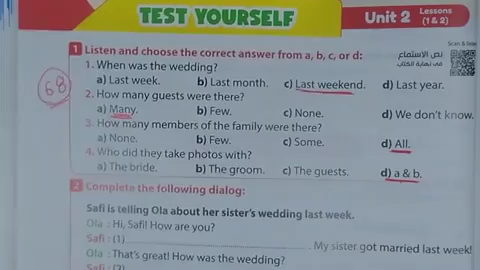 TEST YOURSELF
Unit 2 Lessons (1 & 2)
1 Listen and choose the correct answer from a, b, c, or d:
نص الاستماع
فى نهاية الكتاب
Scan & 
68
1. When was the wedding?
a) Last week. b) Last month. c) Last weekend. d) Last year.
2. How many guests were there?
a) Many. b) Few. c) None. d) We don't know.
3. How many members of the family were there?
a) None. b) Few. c) Some. d) All.
4. Who did they take photos with?
a) The bride. b) The groom. c) The guests. d) a & b.
2 Complete the following dialog:
Safi is telling Ola about her sister's wedding last week.
Ola : Hi, Safi! How are you?
Safi : (1) . My sister got married last week!
Ola : That's great! How was the wedding?
Safi : (2)